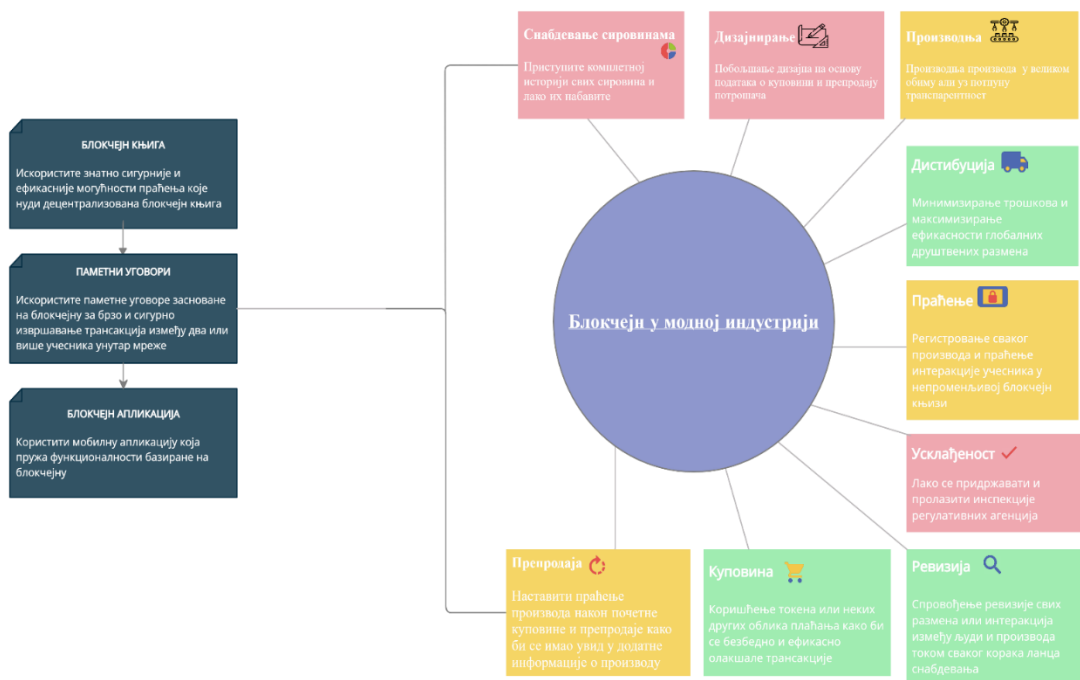 БЛОКЧЕЈН КЊИГА
Искористите знатно сигурније и
ефикасније могућности праћења које
нуди децентрализована блокчејн књига
ПАМЕТНИ УГОВОРИ
Искористите паметне уговоре засноване
на блокчејну за брзо и сигурно
извршавање трансакција између два или
више учесника унутар мреже
БЛОКЧЕЈН АПЛИКАЦИЈА
Користити мобилну апликацију која
пружа функционалности базиране на
блокчејну
Снабдевање сировинама
Приступите комплетној
историји свих сировина и
лако их набавите
Дизајнирање
Побољшање дизајна на основу
података о куповини и препродају
потрошача
Производња
Производња производа у великом
обиму али уз потпуну
транспарентност
Дистибуција
Минимизирање трошкова и
максимизирање
ефикасности глобалних
друштвених размена
Праћење
Регистровање сваког
производа и праћење
интеракције учесника у
непроменљивој блокчејн
књизи
Усклађеност
Лако се придржавати и
пролазити инспекције
регулативних агенција
Ревизија
Спровођење ревизије свих
размена или интеракција
између људи и производа
током сваког корака ланца
снабдевања
Куповина
Коришћење токена или неких
других облика плаћања како би
се безбедно и ефикасно
олакшале трансакције
Препродаја
Наставити праћење
производа након почетне
куповине и препродаје како
би се имао увид у додатне
информације о производу
Блокчејн у модној индустрији